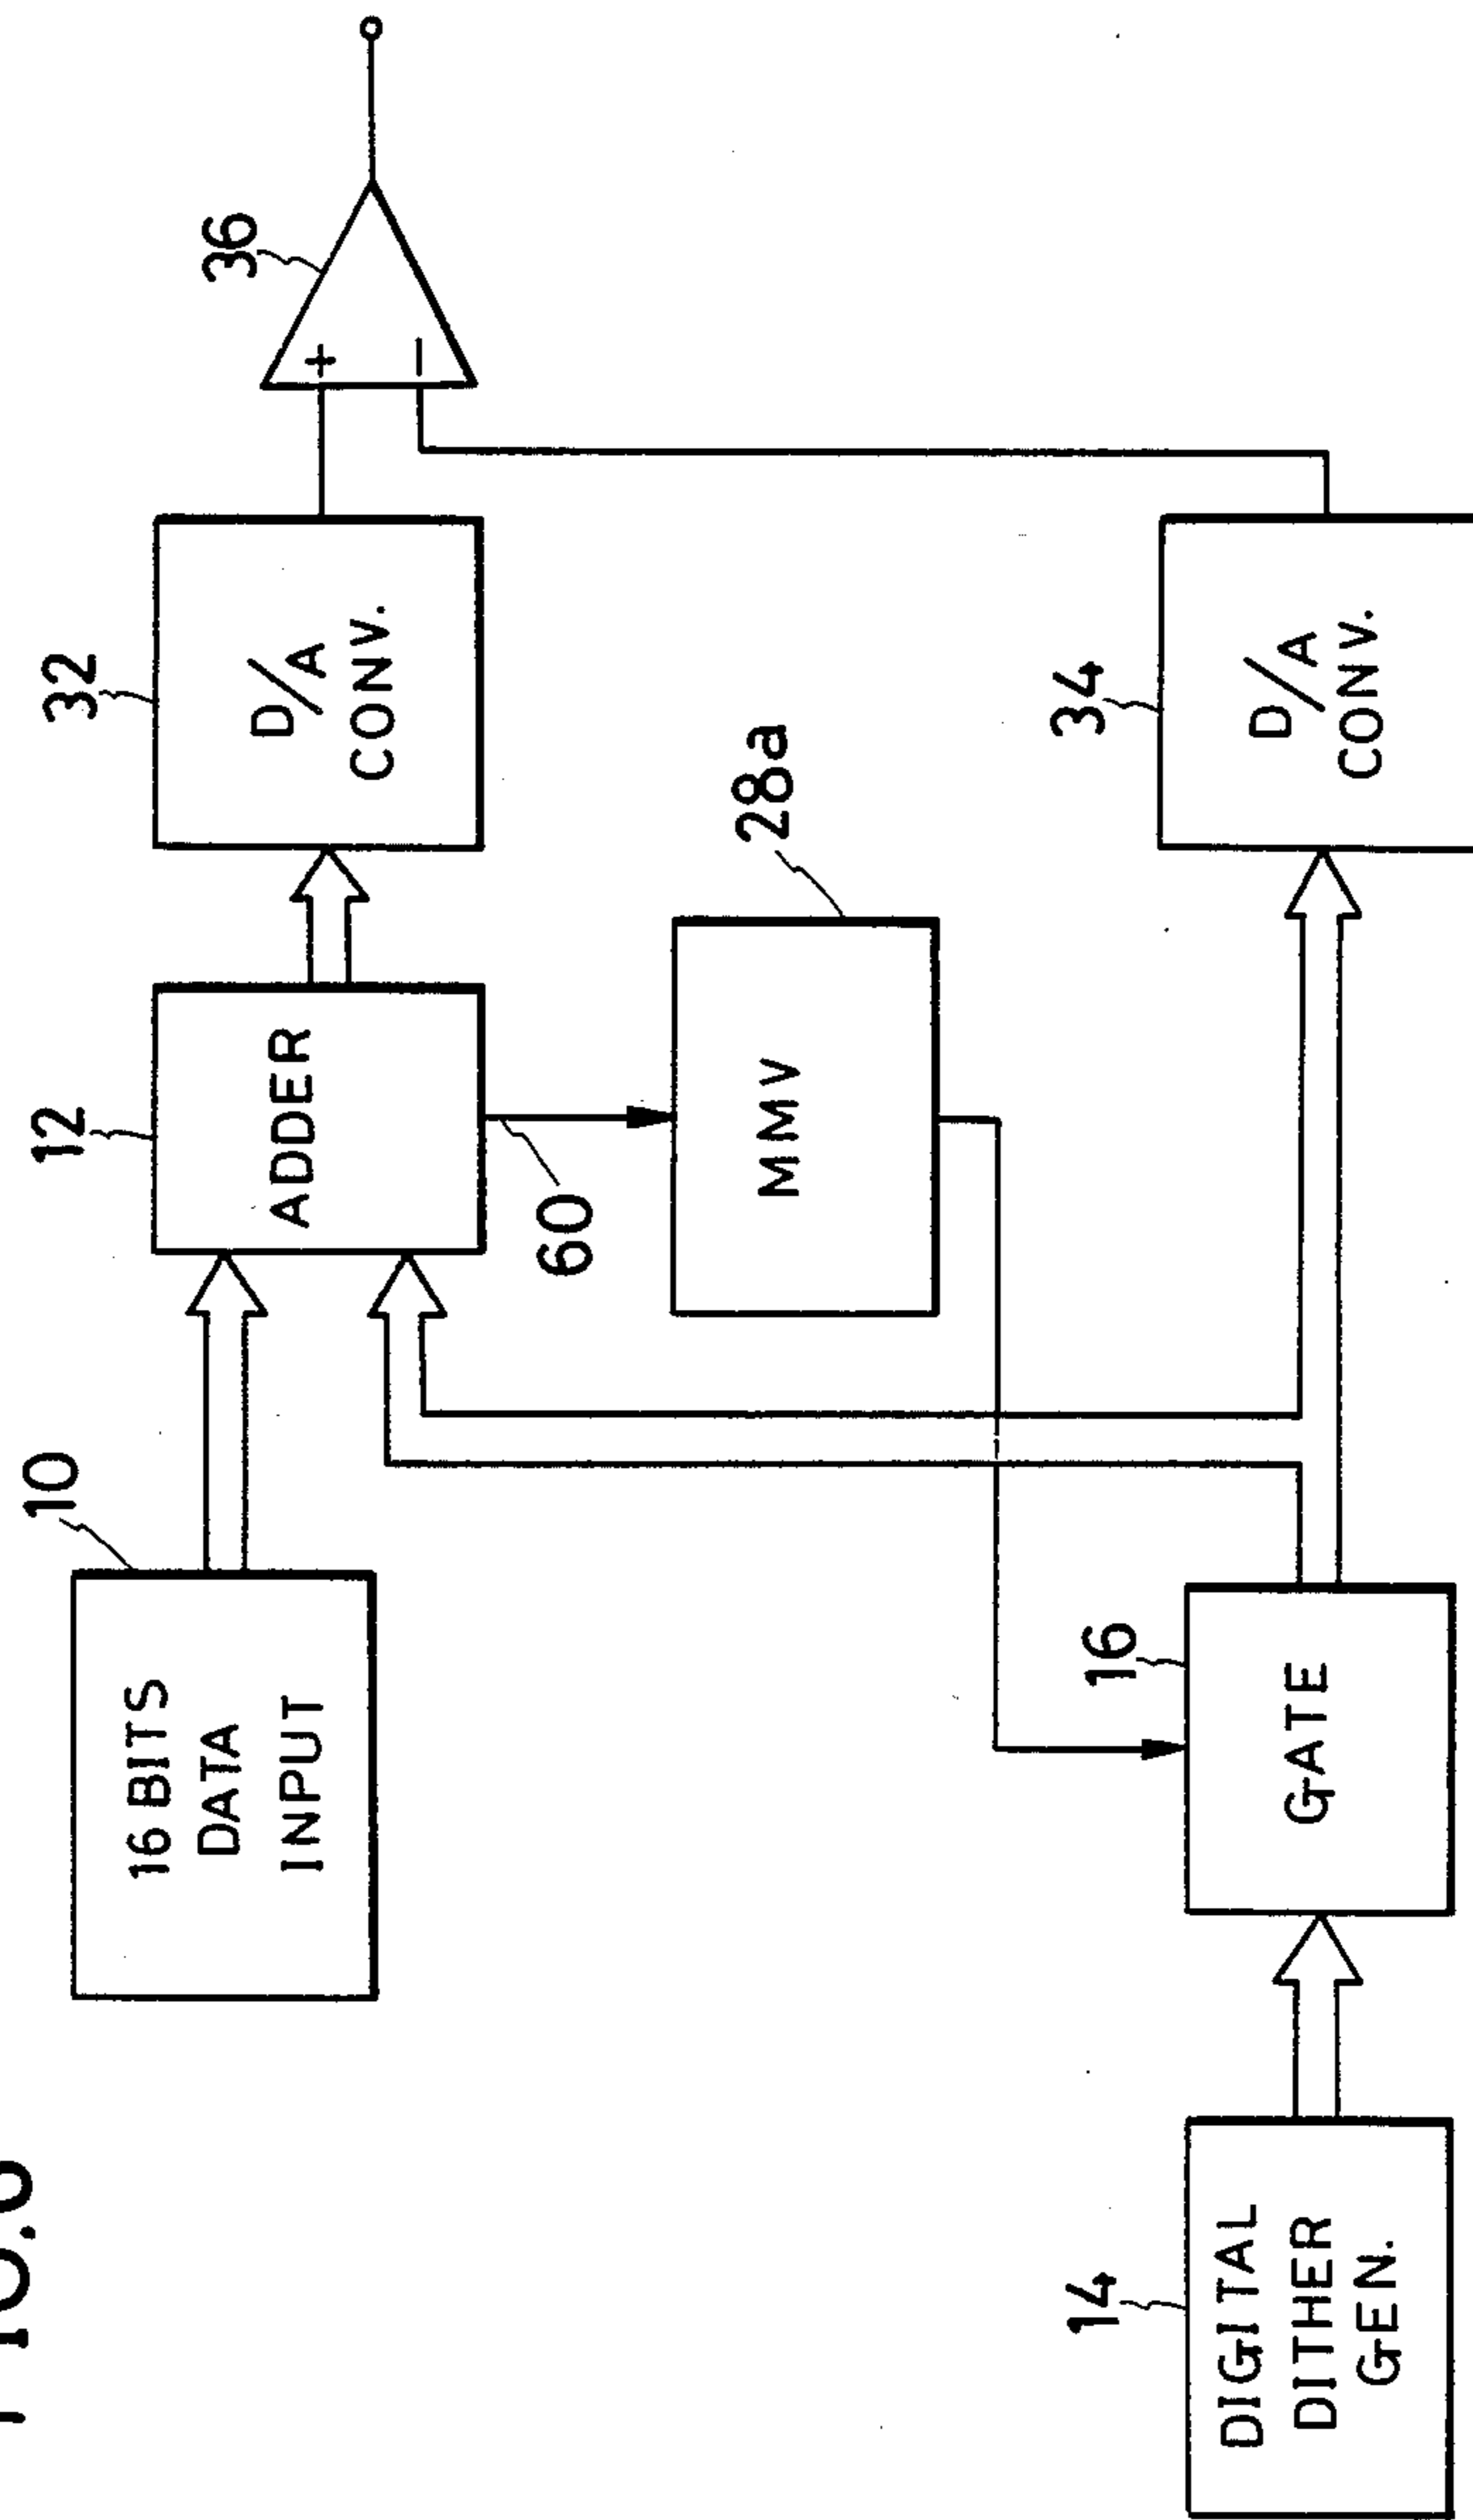 10
16 BITS
DATA
INPUT
12
ADDER
32
D/A
CONV.
36
+
−
60
28a
MMV
14
DIGITAL
DITHER
GEN.
16
GATE
34
D/A
CONV.